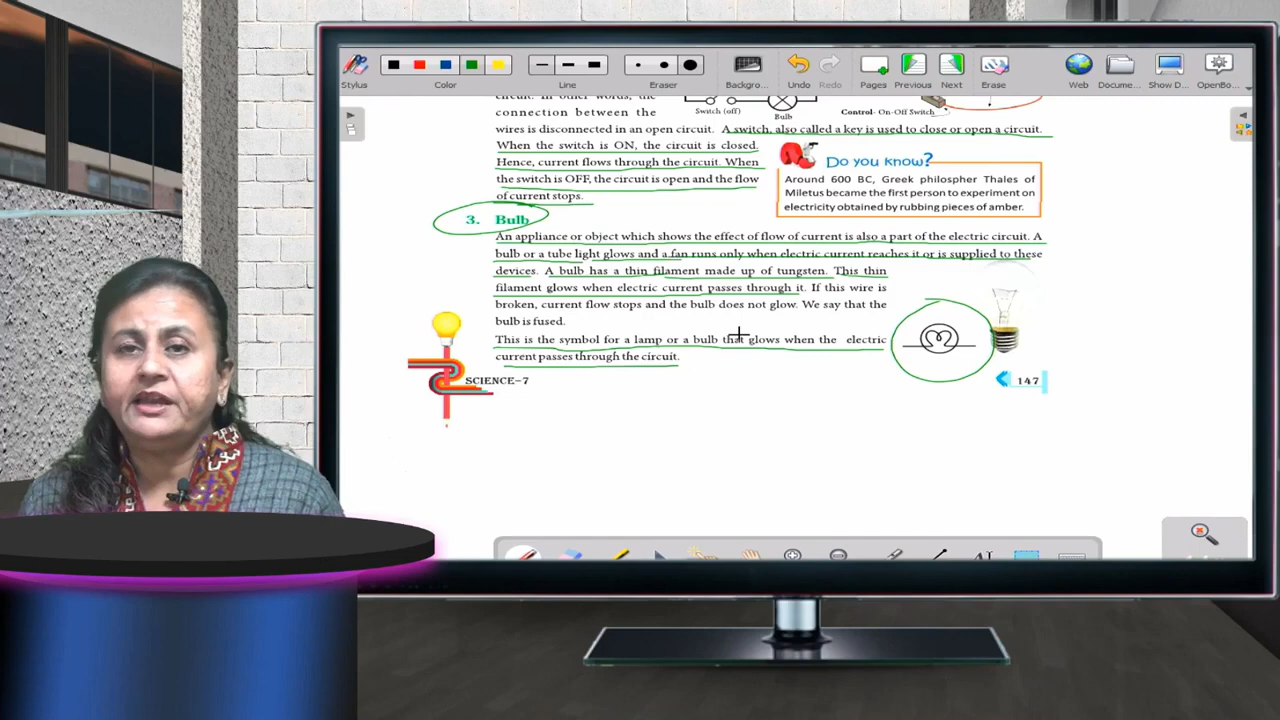 Stylus
Color
Line
Eraser
Backgro...
Undo
Redo
Pages
Previous
Next
Erase
Web
Docume...
Show D...
OpenBo...
connection between the
Switch (off)
Bulb
Control- On-Off Switch
wires is disconnected in an open circuit. A switch, also called a key is used to close or open a circuit.
When the switch is ON, the circuit is closed.
Hence, current flows through the circuit. When
the switch is OFF, the circuit is open and the flow
of current stops.
Do you know?
Around 600 BC, Greek philospher Thales of
Miletus became the first person to experiment on
electricity obtained by rubbing pieces of amber.
3. Bulb
An appliance or object which shows the effect of flow of current is also a part of the electric circuit. A
bulb or a tube light glows and a fan runs only when electric current reaches it or is supplied to these
devices. A bulb has a thin filament made up of tungsten. This thin
filament glows when electric current passes through it. If this wire is
broken, current flow stops and the bulb does not glow. We say that the
bulb is fused.
This is the symbol for a lamp or a bulb that glows when the electric
current passes through the circuit.
SCIENCE–7
147